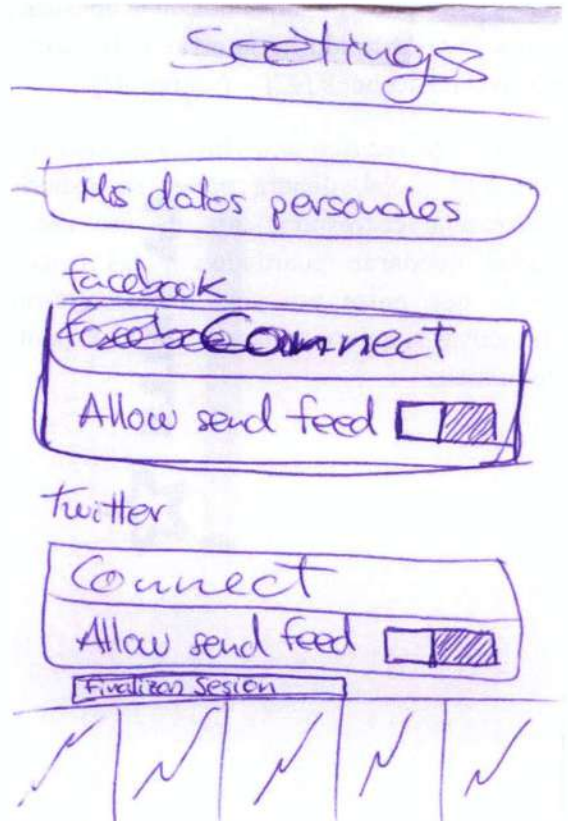 Seetings
Mis datos personales
Facebook
Connect
Allow send feed
Twitter
Connect
Allow send feed
Finalizar Sesion